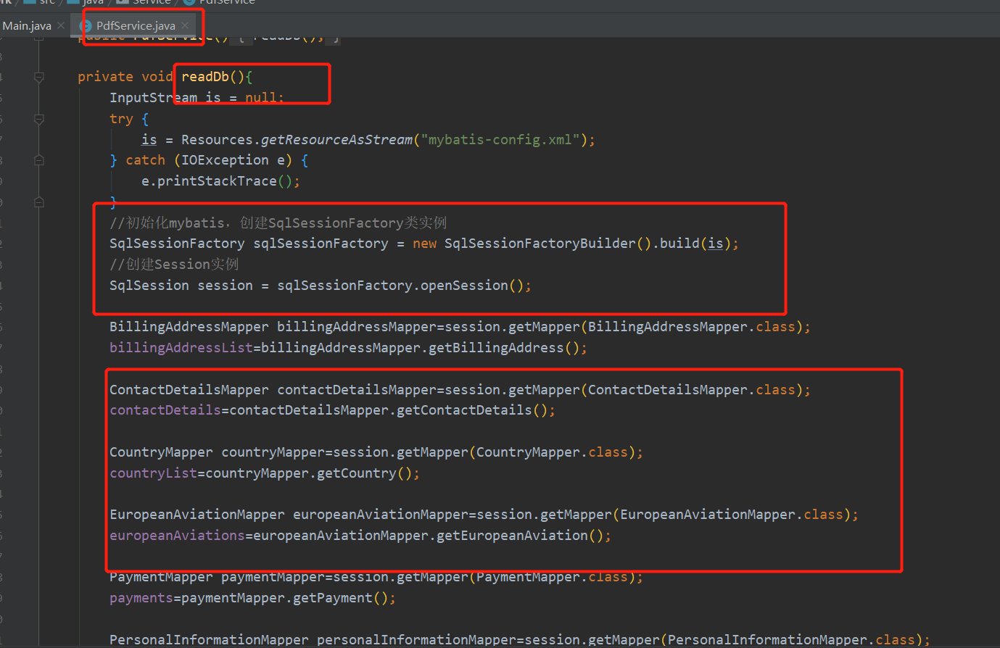 rk / src / java / Service / PdfService
Main.java × PdfService.java ×
public PdfService() { readDb(); }
private void readDb(){
InputStream is = null;
try {
is = Resources.getResourceAsStream("mybatis-config.xml");
} catch (IOException e) {
e.printStackTrace();
}
//初始化mybatis，创建SqlSessionFactory类实例
SqlSessionFactory sqlSessionFactory = new SqlSessionFactoryBuilder().build(is);
//创建Session实例
SqlSession session = sqlSessionFactory.openSession();
BillingAddressMapper billingAddressMapper=session.getMapper(BillingAddressMapper.class);
billingAddressList=billingAddressMapper.getBillingAddress();
ContactDetailsMapper contactDetailsMapper=session.getMapper(ContactDetailsMapper.class);
contactDetails=contactDetailsMapper.getContactDetails();
CountryMapper countryMapper=session.getMapper(CountryMapper.class);
countryList=countryMapper.getCountry();
EuropeanAviationMapper europeanAviationMapper=session.getMapper(EuropeanAviationMapper.class);
europeanAviations=europeanAviationMapper.getEuropeanAviation();
PaymentMapper paymentMapper=session.getMapper(PaymentMapper.class);
payments=paymentMapper.getPayment();
PersonalInformationMapper personalInformationMapper=session.getMapper(PersonalInformationMapper.class);